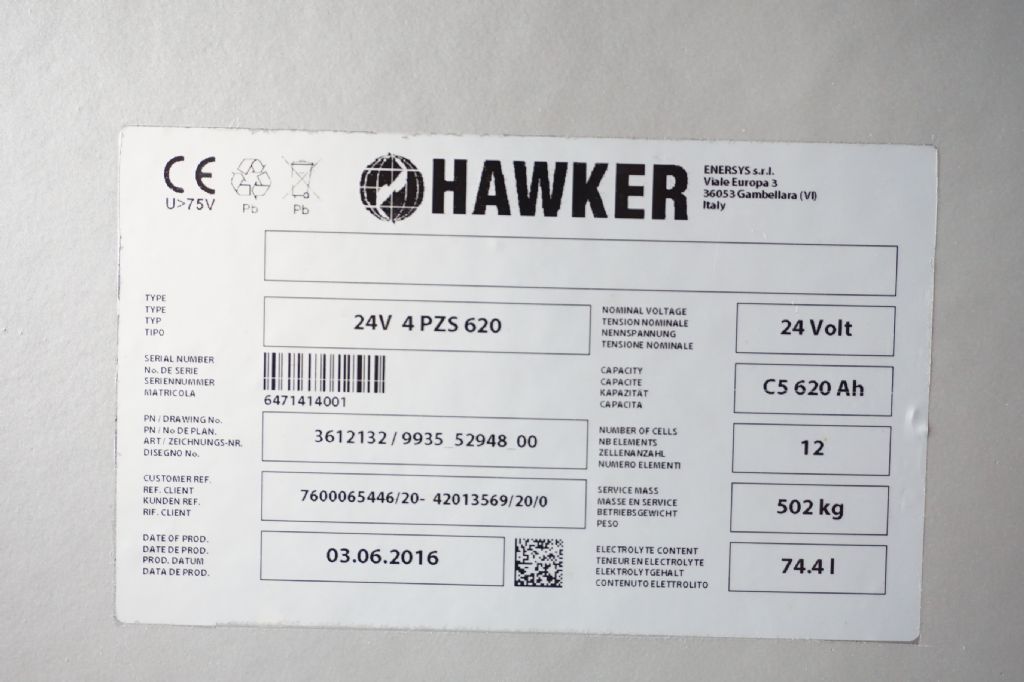 CE
U>75V
Pb
Pb
HAWKER
ENERSYS s.r.l.
Viale Europa 3
36053 Gambellara (VI)
Italy
TYPE
TYPE
TYP
TIPO
24V 4 PZS 620
NOMINAL VOLTAGE
TENSION NOMINALE
NENNSPANNUNG
TENSIONE NOMINALE
24 Volt
SERIAL NUMBER
No. DE SERIE
SERIENNUMMER
MATRICOLA
6471414001
CAPACITY
CAPACITE
KAPAZITAT
CAPACITA
C5 620 Ah
PN / DRAWING No.
PN / No DE PLAN.
ART / ZEICHNUNGS-NR.
DISEGNO No.
3612132 / 9935_52948_00
NUMBER OF CELLS
NB ELEMENTS
ZELLENANZAHL
NUMERO ELEMENTI
12
CUSTOMER REF.
REF. CLIENT
KUNDEN REF.
RIF. CLIENT
7600065446/20- 42013569/20/0
SERVICE MASS
MASSE EN SERVICE
BETRIEBSGEWICHT
PESO
502 kg
DATE OF PROD.
DATE DE PROD.
PROD. DATUM
DATA DE PROD.
03.06.2016
ELECTROLYTE CONTENT
TENEUR EN ELECTROLYTE
ELEKTROLYTGEHALT
CONTENUTO ELETTROLITO
74.4 l